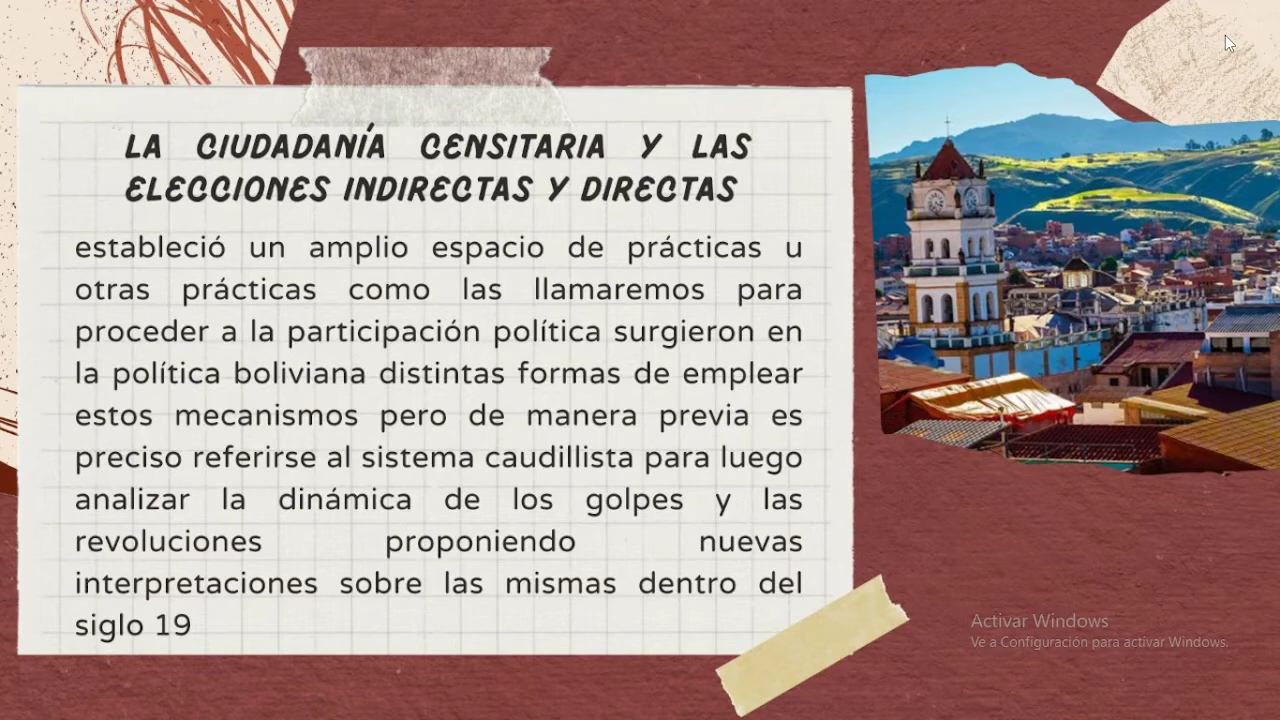 LA CIUDADANÍA CENSITARIA Y LAS
ELECCIONES INDIRECTAS Y DIRECTAS
estableció un amplio espacio de prácticas u
otras prácticas como las llamaremos para
proceder a la participación política surgieron en
la política boliviana distintas formas de emplear
estos mecanismos pero de manera previa es
preciso referirse al sistema caudillista para luego
analizar la dinámica de los golpes y las
revoluciones proponiendo nuevas
interpretaciones sobre las mismas dentro del
siglo 19
Activar Windows
Ve a Configuración para activar Windows.